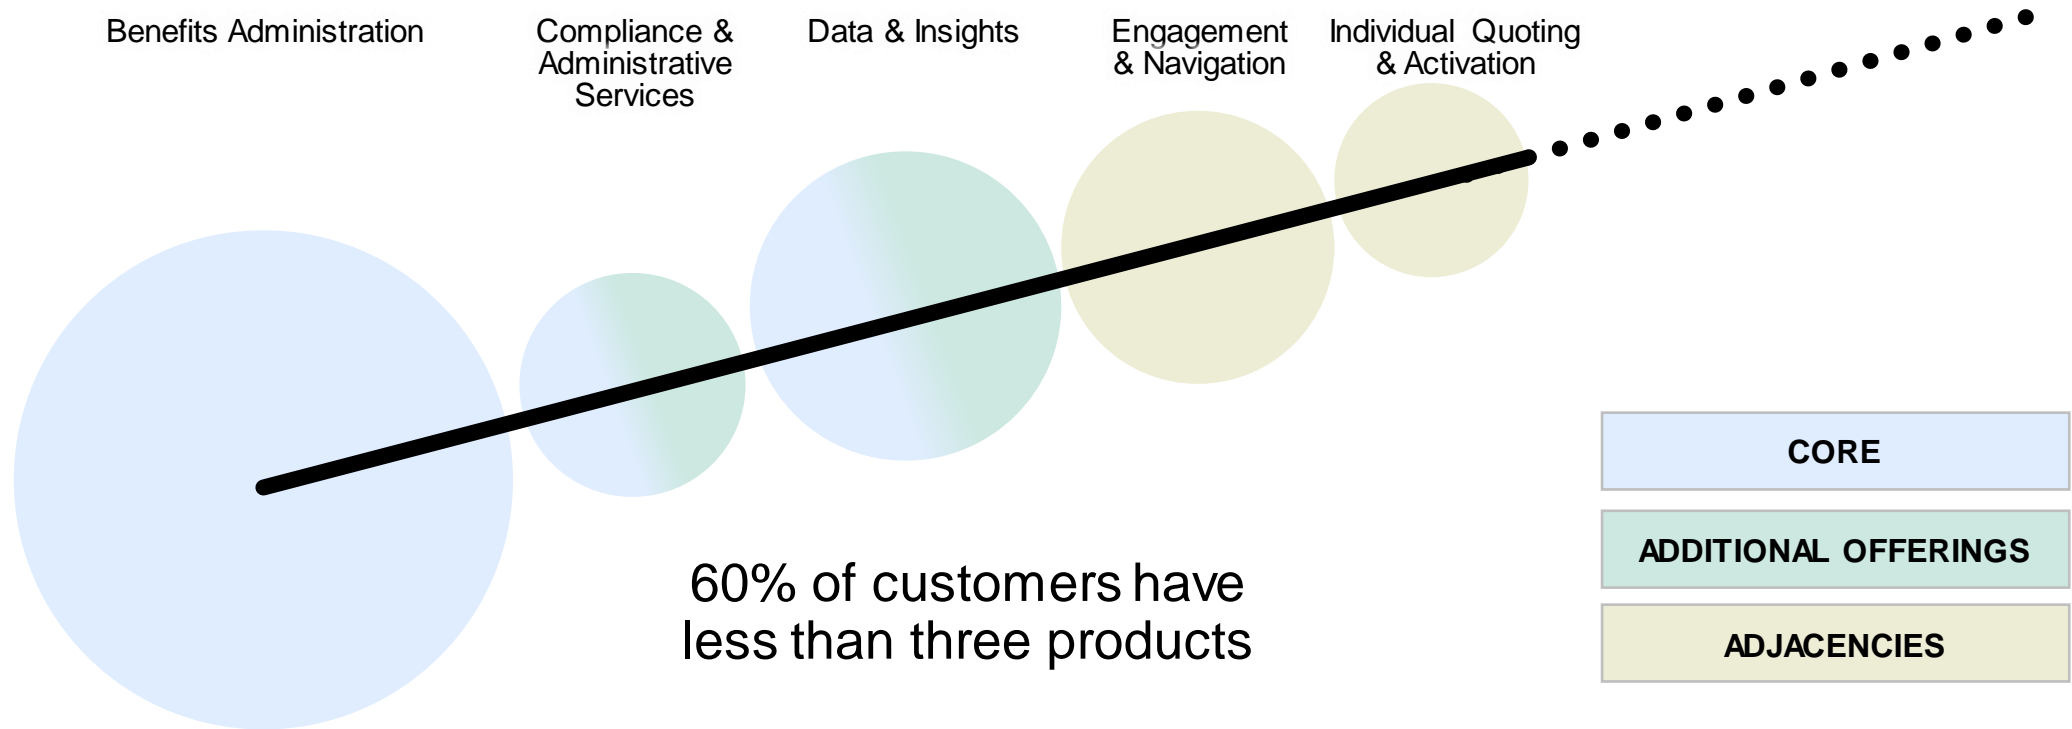 Benefits Administration
Compliance &
Administrative
Services
Data & Insights
Engagement
& Navigation
Individual Quoting
& Activation
60% of customers have
less than three products
CORE
ADDITIONAL OFFERINGS
ADJACENCIES